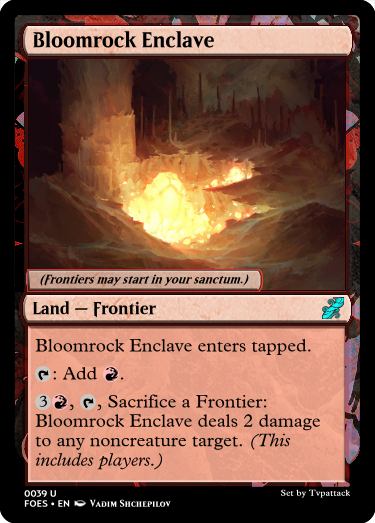 Bloomrock Enclave
(Frontiers may start in your sanctum.)
Land — Frontier
Bloomrock Enclave enters tapped.
: Add .
3 , , Sacrifice a Frontier:
Bloomrock Enclave deals 2 damage
to any noncreature target. (This
includes players.)
0039 U
Set by Tvpattack
FOES • EN Vadim Shchepilov